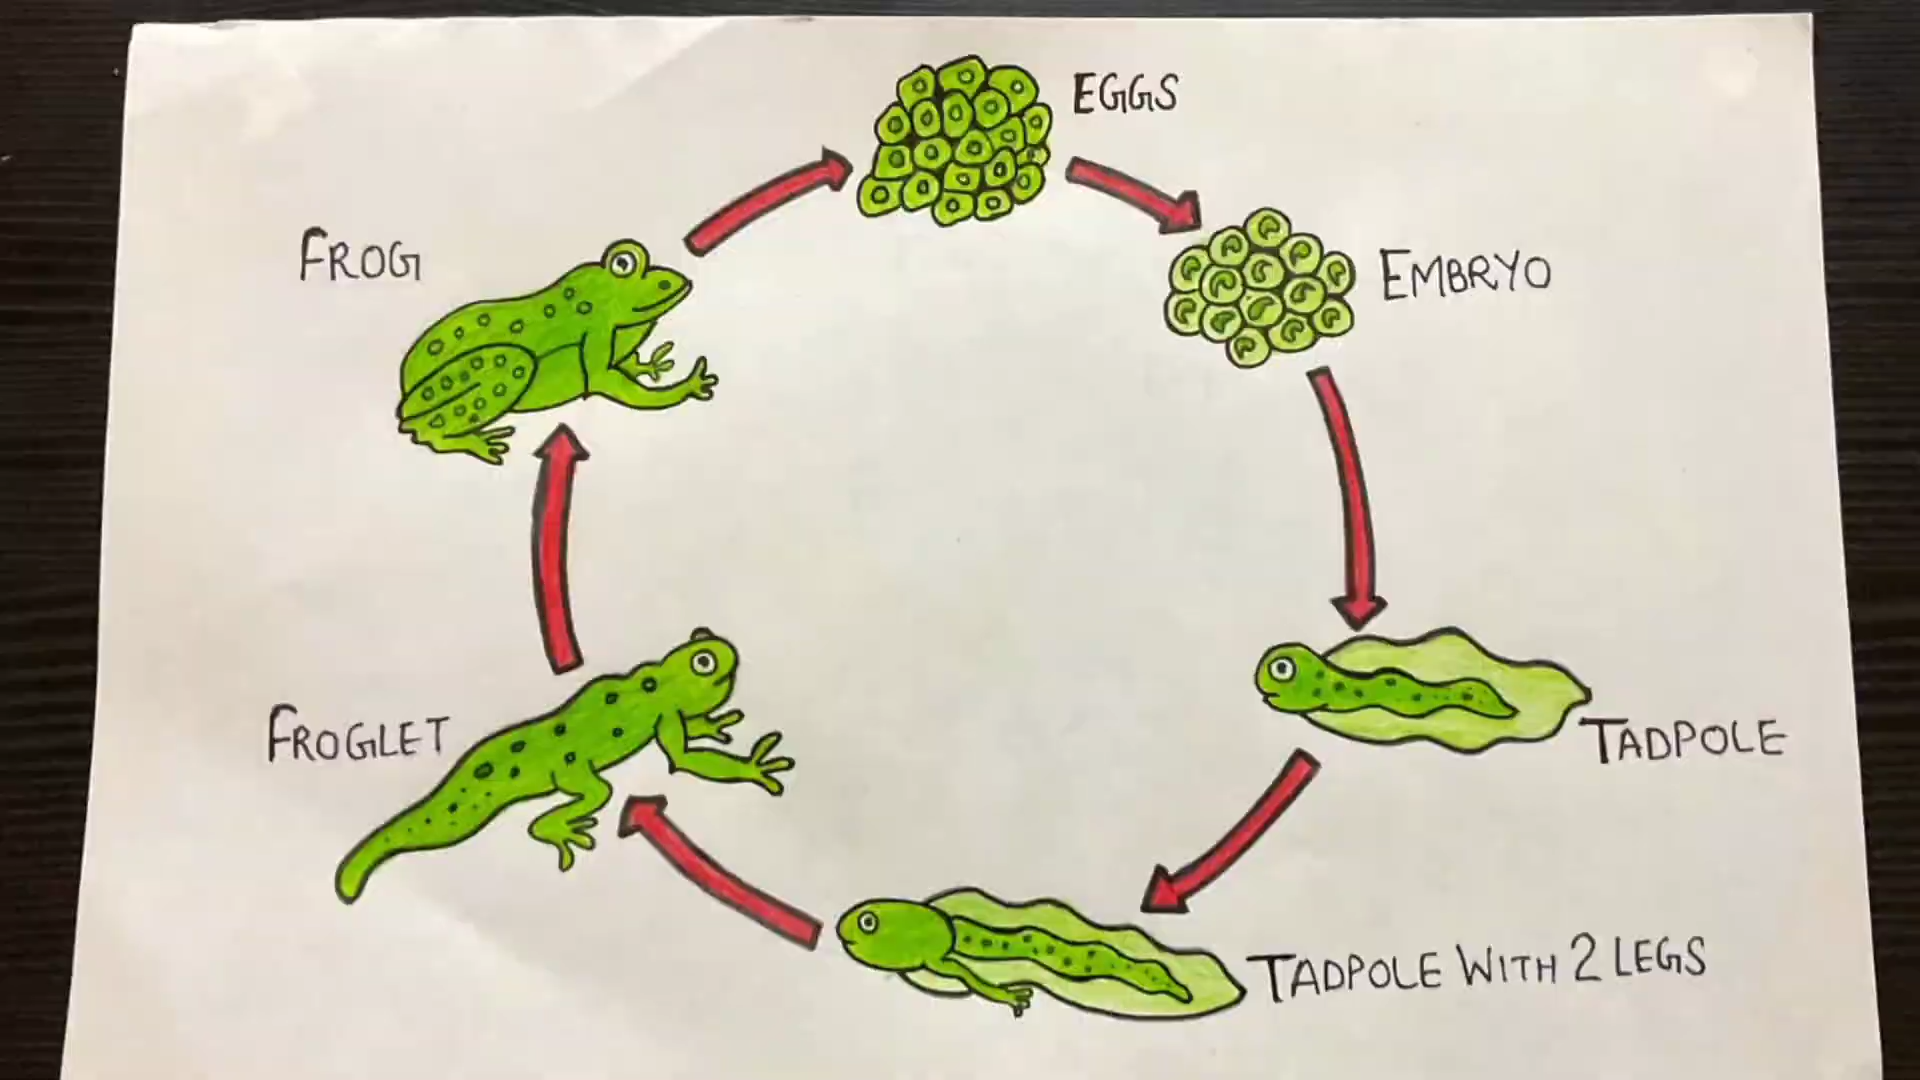 EGGS
EMBRYO
TADPOLE
TADPOLE WITH 2 LEGS
FROGLET
FROG